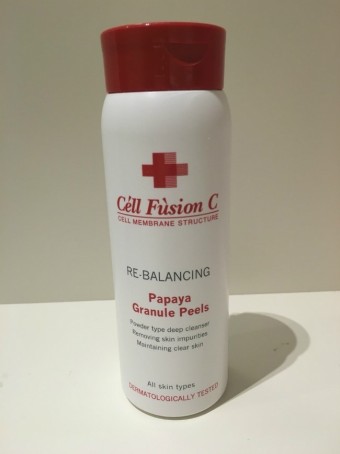 Céll Fùsion C
CELL MEMBRANE STRUCTURE
RE-BALANCING
Papaya
Granule Peels
Powder type deep cleanser
Removing skin impurities
Maintaining clear skin
All skin types
DERMATOLOGICALLY TESTED